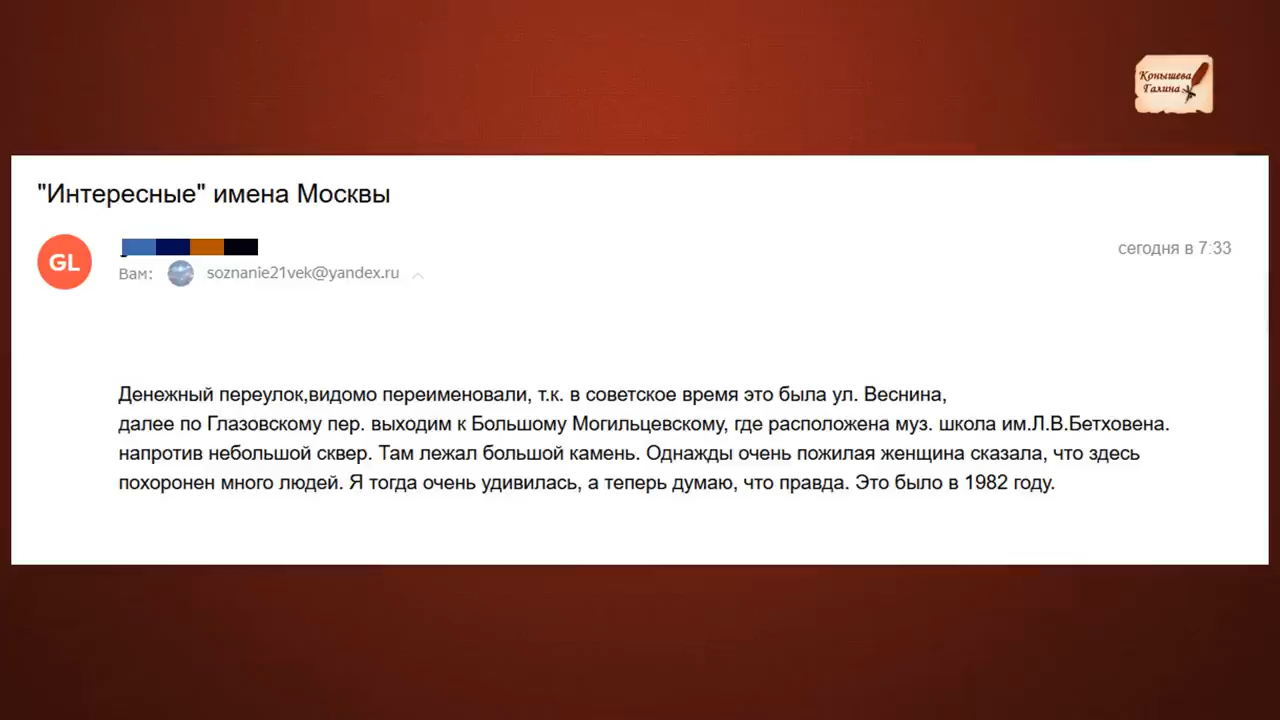 Конышева
Галина
"Интересные" имена Москвы
GL
сегодня в 7:33
Вам: soznanie21vek@yandex.ru
Денежный переулок,видомо переименовали, т.к. в советское время это была ул. Веснина,
далее по Глазовскому пер. выходим к Большому Могильцевскому, где расположена муз. школа им.Л.В.Бетховена.
напротив небольшой сквер. Там лежал большой камень. Однажды очень пожилая женщина сказала, что здесь
похоронен много людей. Я тогда очень удивилась, а теперь думаю, что правда. Это было в 1982 году.